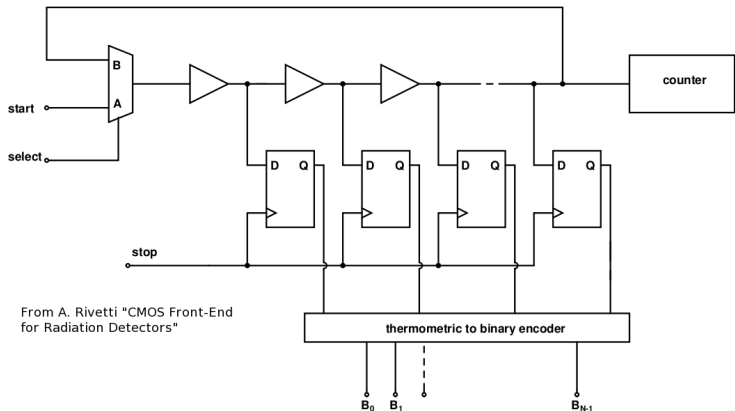 B
counter
start
A
select
D Q
D Q
D Q
D Q
stop
From A. Rivetti "CMOS Front-End
for Radiation Detectors"
thermometric to binary encoder
B0 B1 BN-1